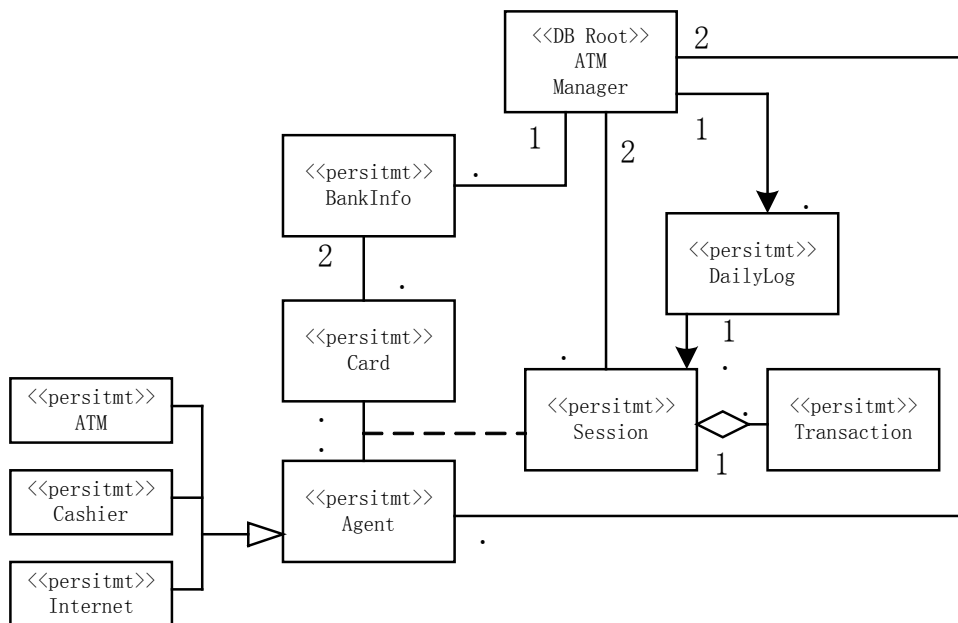 <<DB Root>>
ATM
Manager
2
1
2
1
<<persitmt>>
BankInfo
.
2
.
<<persitmt>>
DailyLog
.
1
<<persitmt>>
Card
.
.
<<persitmt>>
Session
.
.
1
<<persitmt>>
Transaction
<<persitmt>>
ATM
<<persitmt>>
Cashier
<<persitmt>>
Internet
.
<<persitmt>>
Agent
.